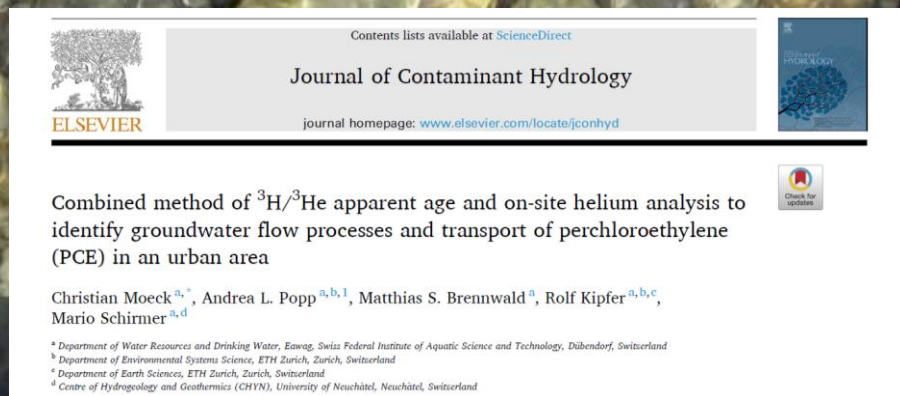 Contents lists available at ScienceDirect
Journal of Contaminant Hydrology
journal homepage: www.elsevier.com/locate/jconhyd
ELSEVIER
HYDROLOGY
Check for
updates
Combined method of ³H/³He apparent age and on-site helium analysis to
identify groundwater flow processes and transport of perchloroethylene
(PCE) in an urban area
Christian Moeck ᵃ,*, Andrea L. Popp ᵃ,ᵇ,¹, Matthias S. Brennwald ᵃ, Rolf Kipfer ᵃ,ᵇ,ᶜ,
Mario Schirmer ᵃ,ᵈ
ᵃ Department of Water Resources and Drinking Water, Eawag, Swiss Federal Institute of Aquatic Science and Technology, Dübendorf, Switzerland
ᵇ Department of Environmental Systems Science, ETH Zurich, Zurich, Switzerland
ᶜ Department of Earth Sciences, ETH Zurich, Zurich, Switzerland
ᵈ Centre of Hydrogeology and Geothermics (CHYN), University of Neuchâtel, Neuchâtel, Switzerland